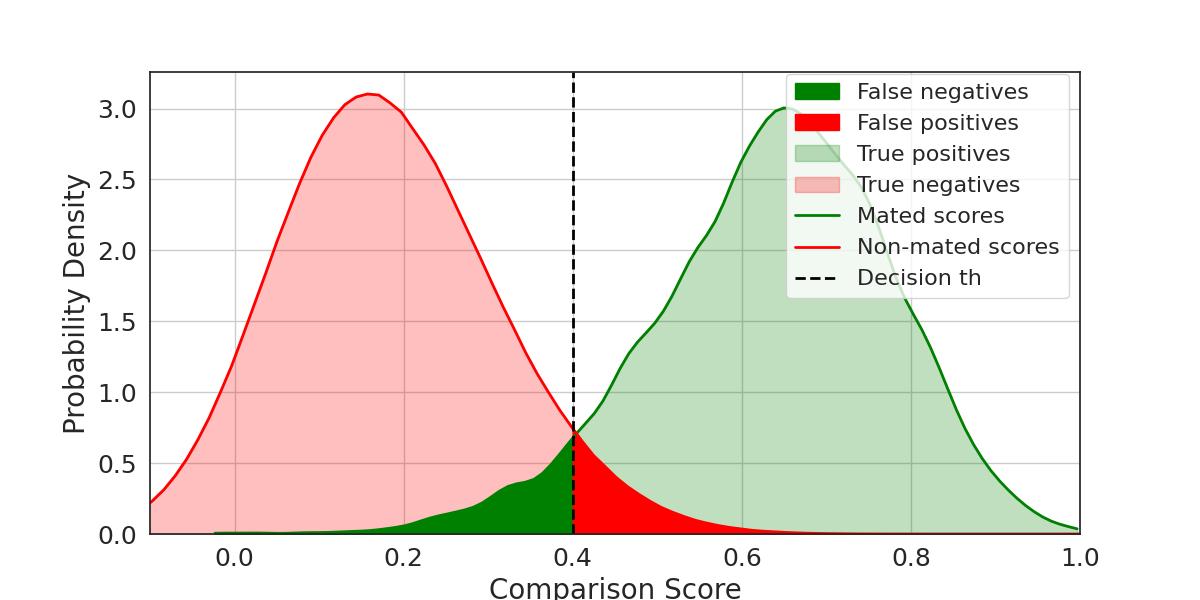 3.0
2.5
2.0
1.5
1.0
0.5
0.0
Probability Density
False negatives
False positives
True positives
True negatives
Mated scores
Non-mated scores
Decision th
0.0 0.2 0.4 0.6 0.8 1.0
Comparison Score